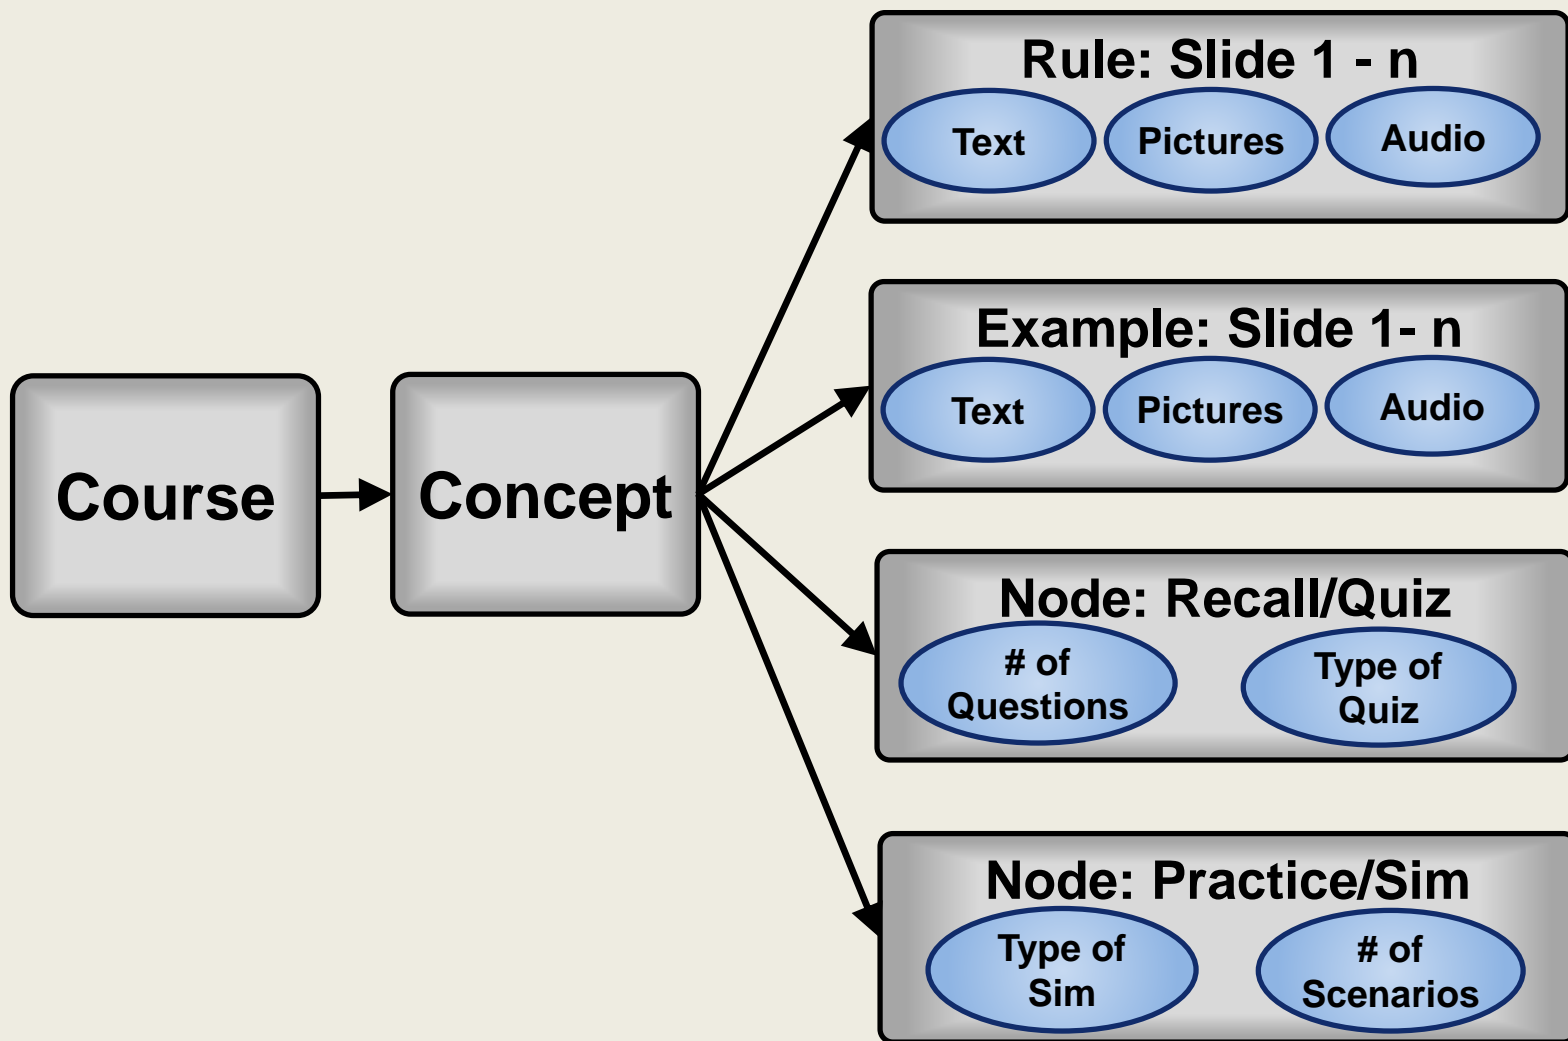 Course
Concept
Rule: Slide 1 - n
Text
Pictures
Audio
Example: Slide 1- n
Text
Pictures
Audio
Node: Recall/Quiz
# of
Questions
Type of
Quiz
Node: Practice/Sim
Type of
Sim
# of
Scenarios